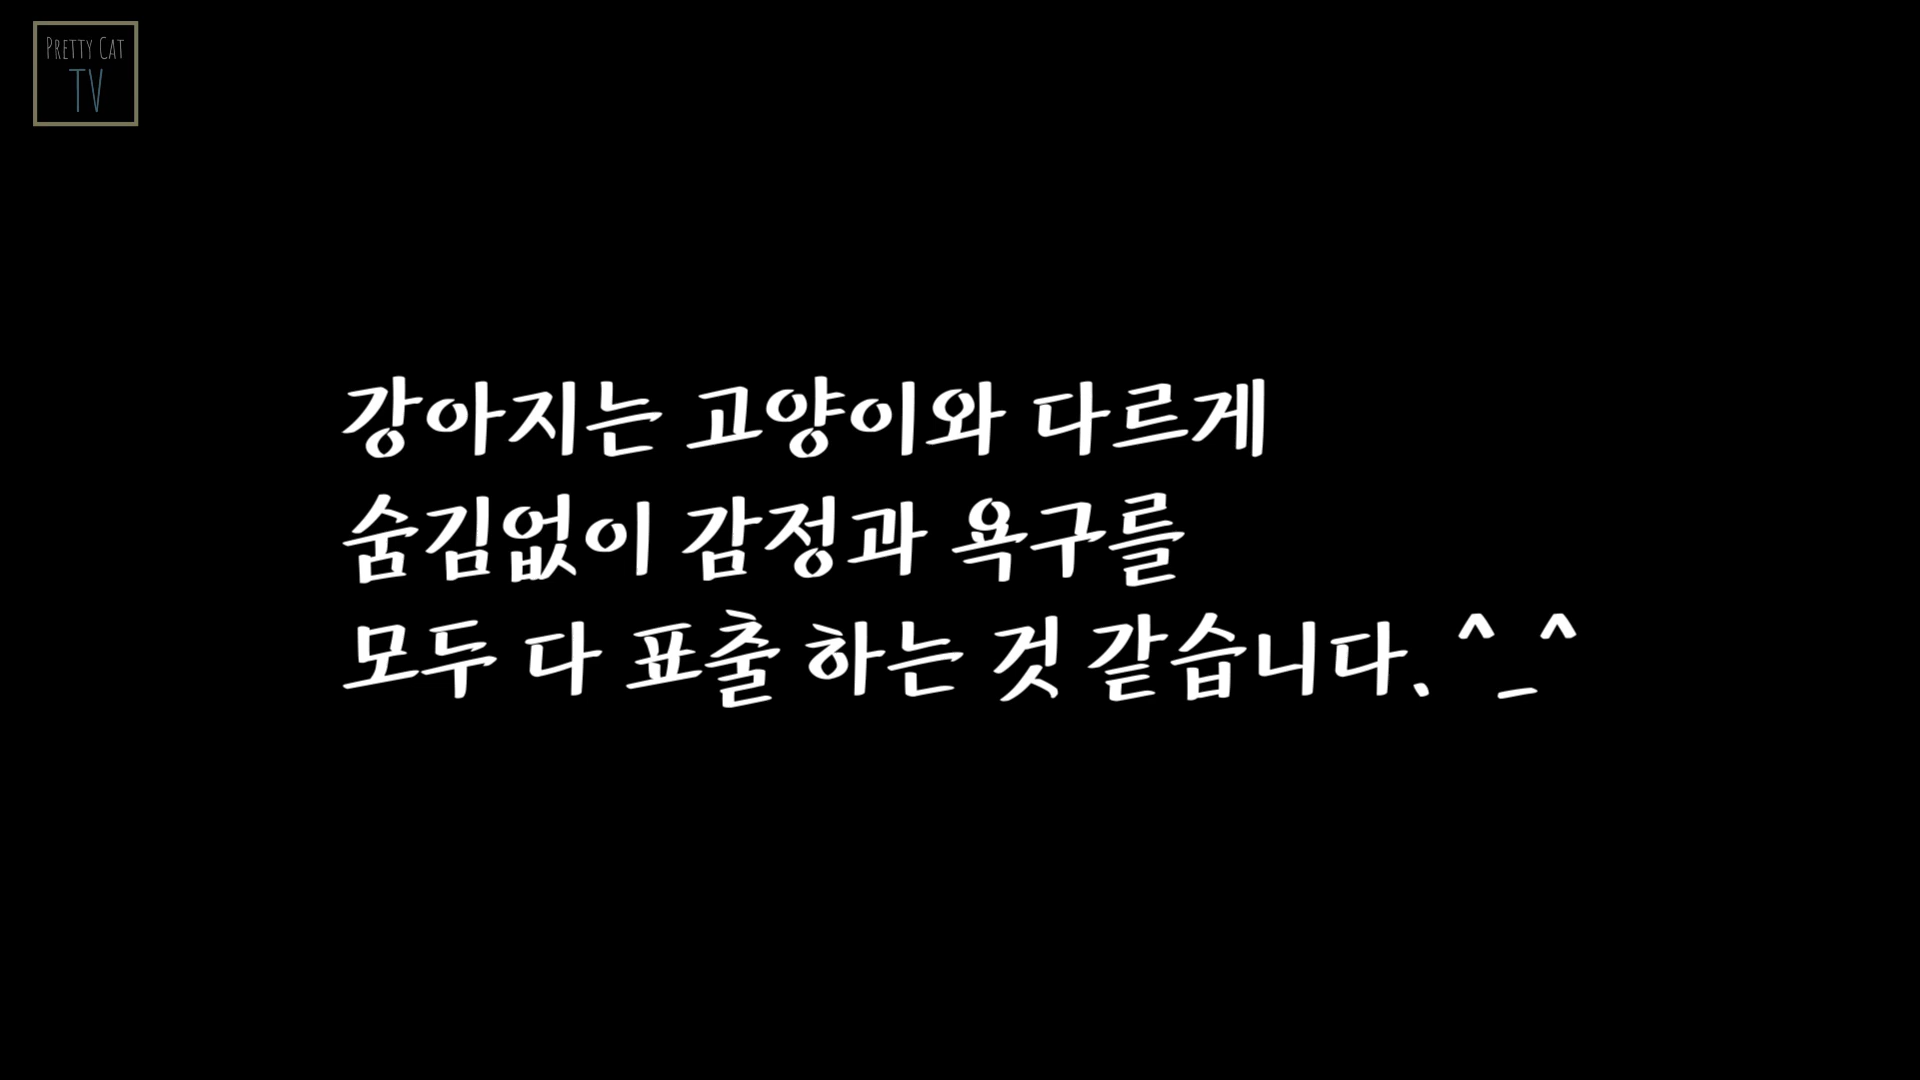 PRETTY CAT
TV
강아지는 고양이와 다르게
숨김없이 감정과 욕구를
모두 다 표출 하는 것 같습니다. ^_^